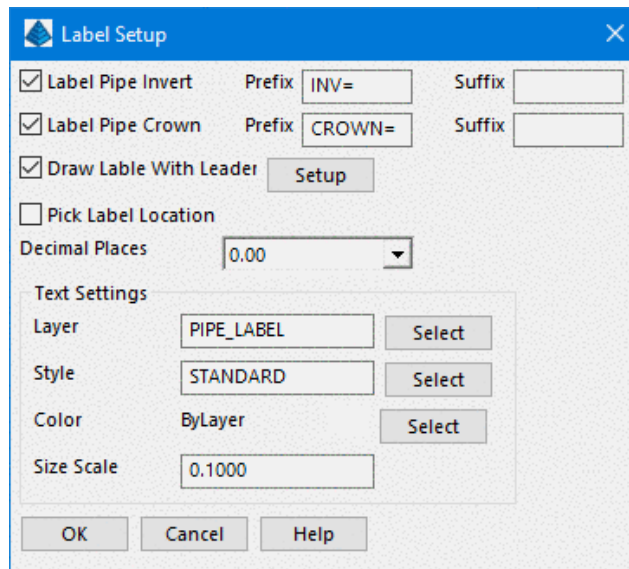 Label Setup
Label Pipe Invert Prefix INV= Suffix
Label Pipe Crown Prefix CROWN= Suffix
Draw Lable With Leader Setup
Pick Label Location
Decimal Places 0.00
Text Settings
Layer PIPE_LABEL Select
Style STANDARD Select
Color ByLayer Select
Size Scale 0.1000
OK Cancel Help